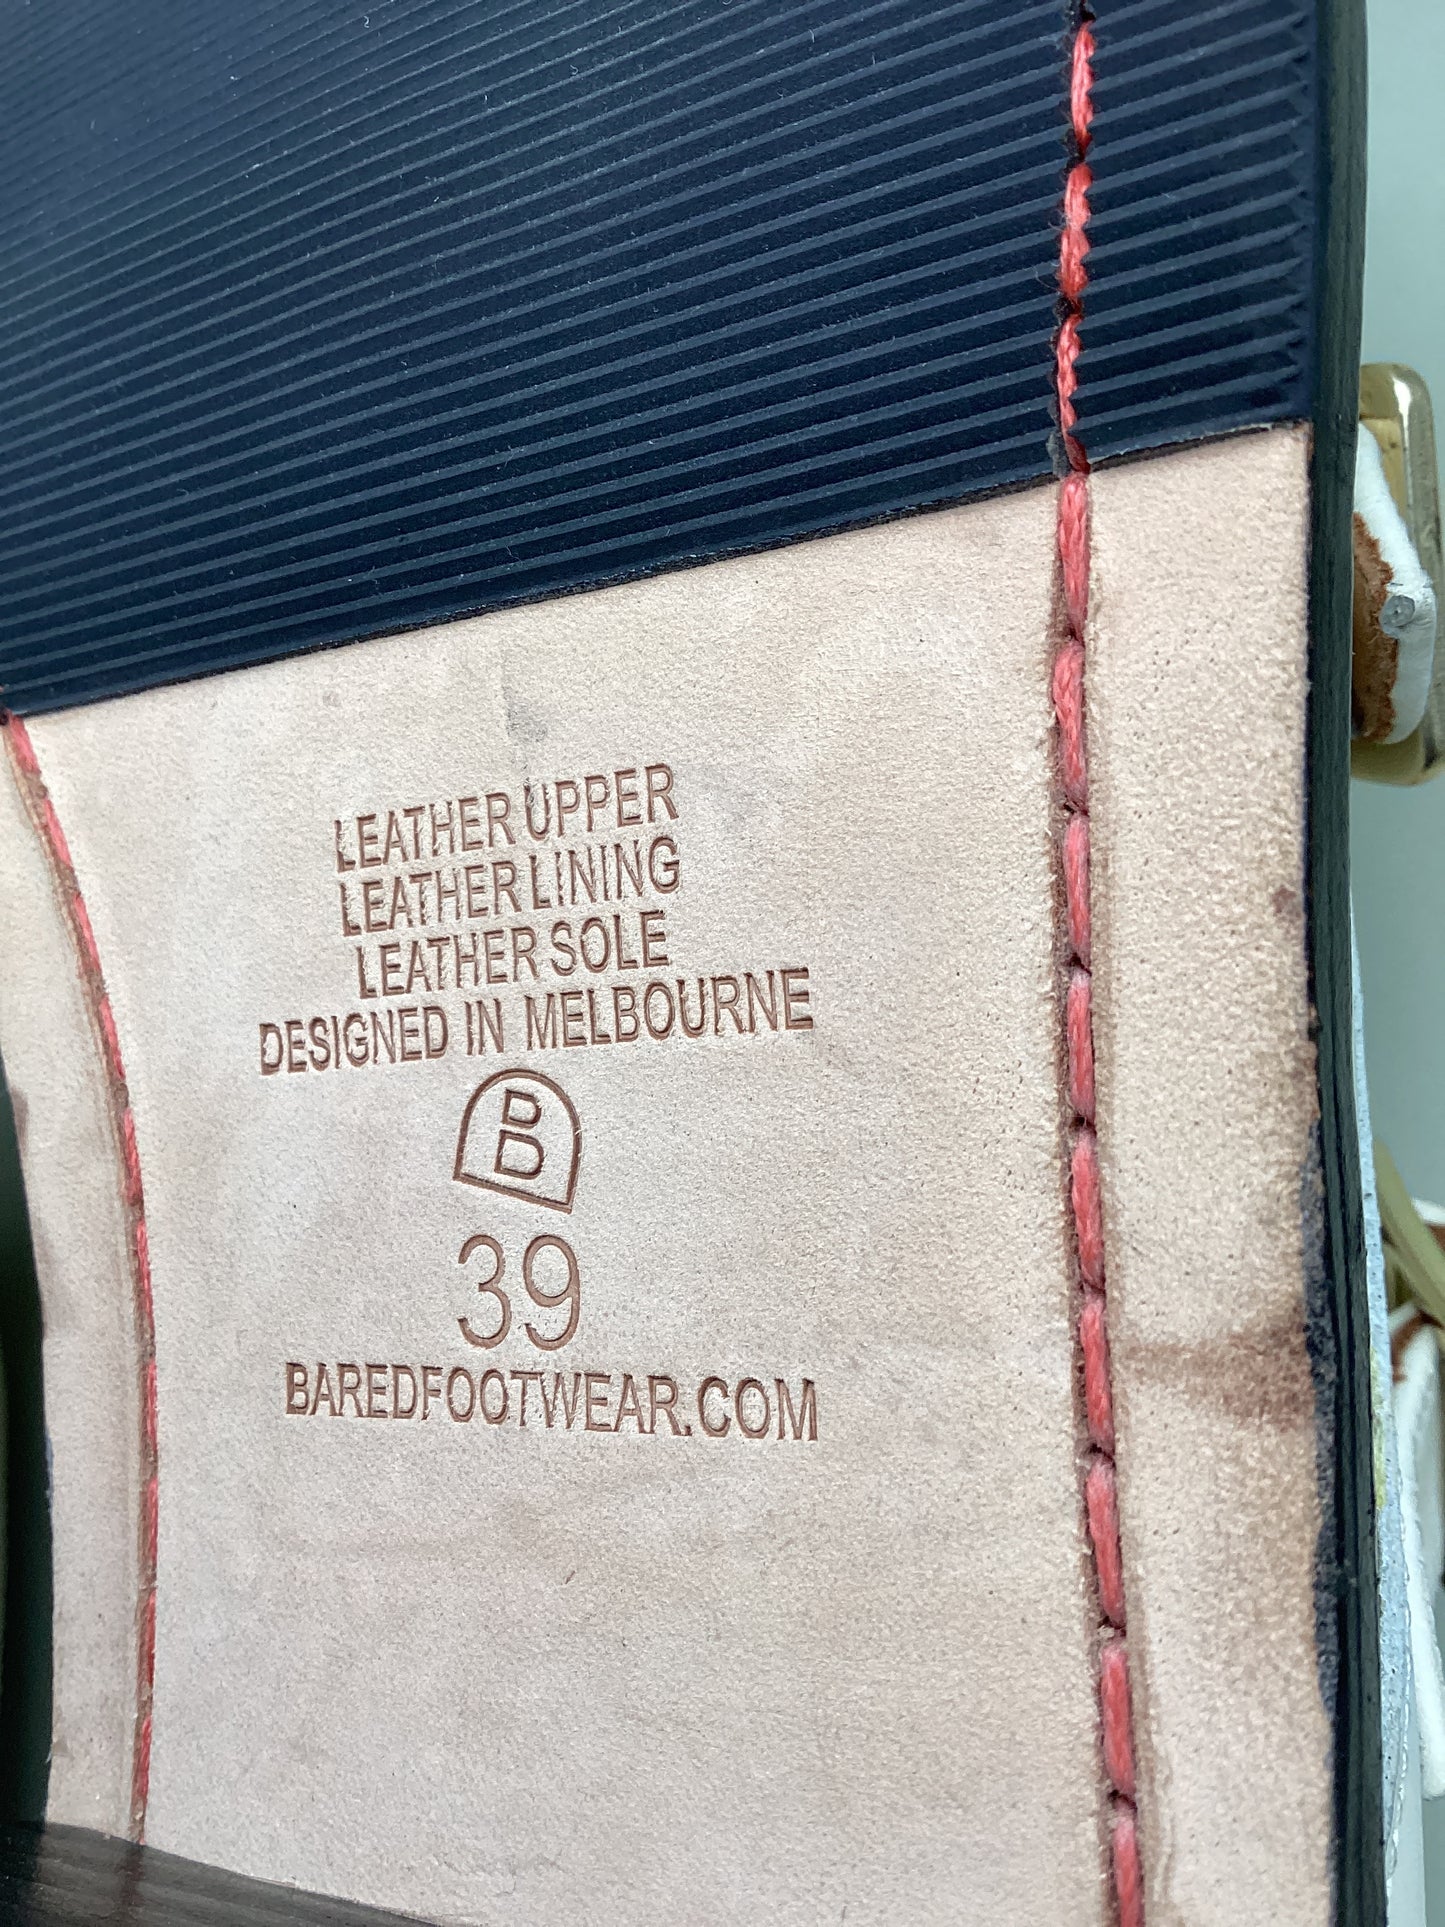 LEATHER UPPER
LEATHER LINING
LEATHER SOLE
DESIGNED IN MELBOURNE
B
39
BAREDFOOTWEAR.COM